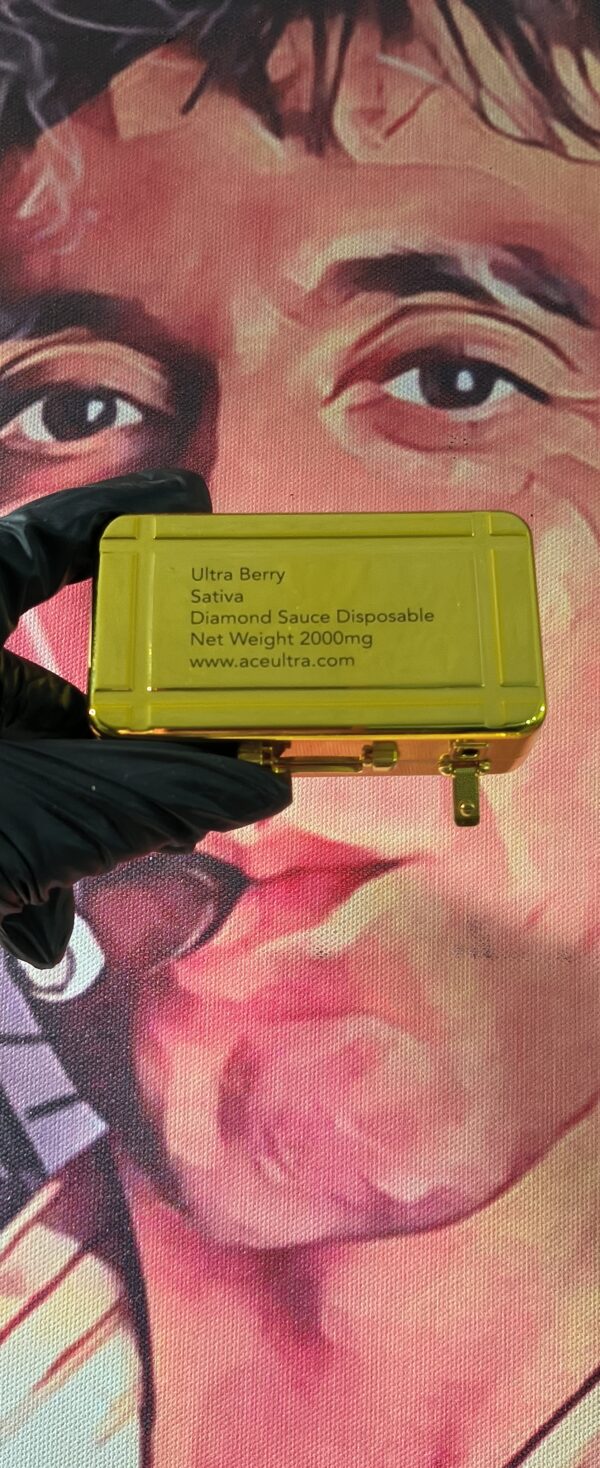 Ultra Berry
Sativa
Diamond Sauce Disposable
Net Weight 2000mg
www.aceultra.com